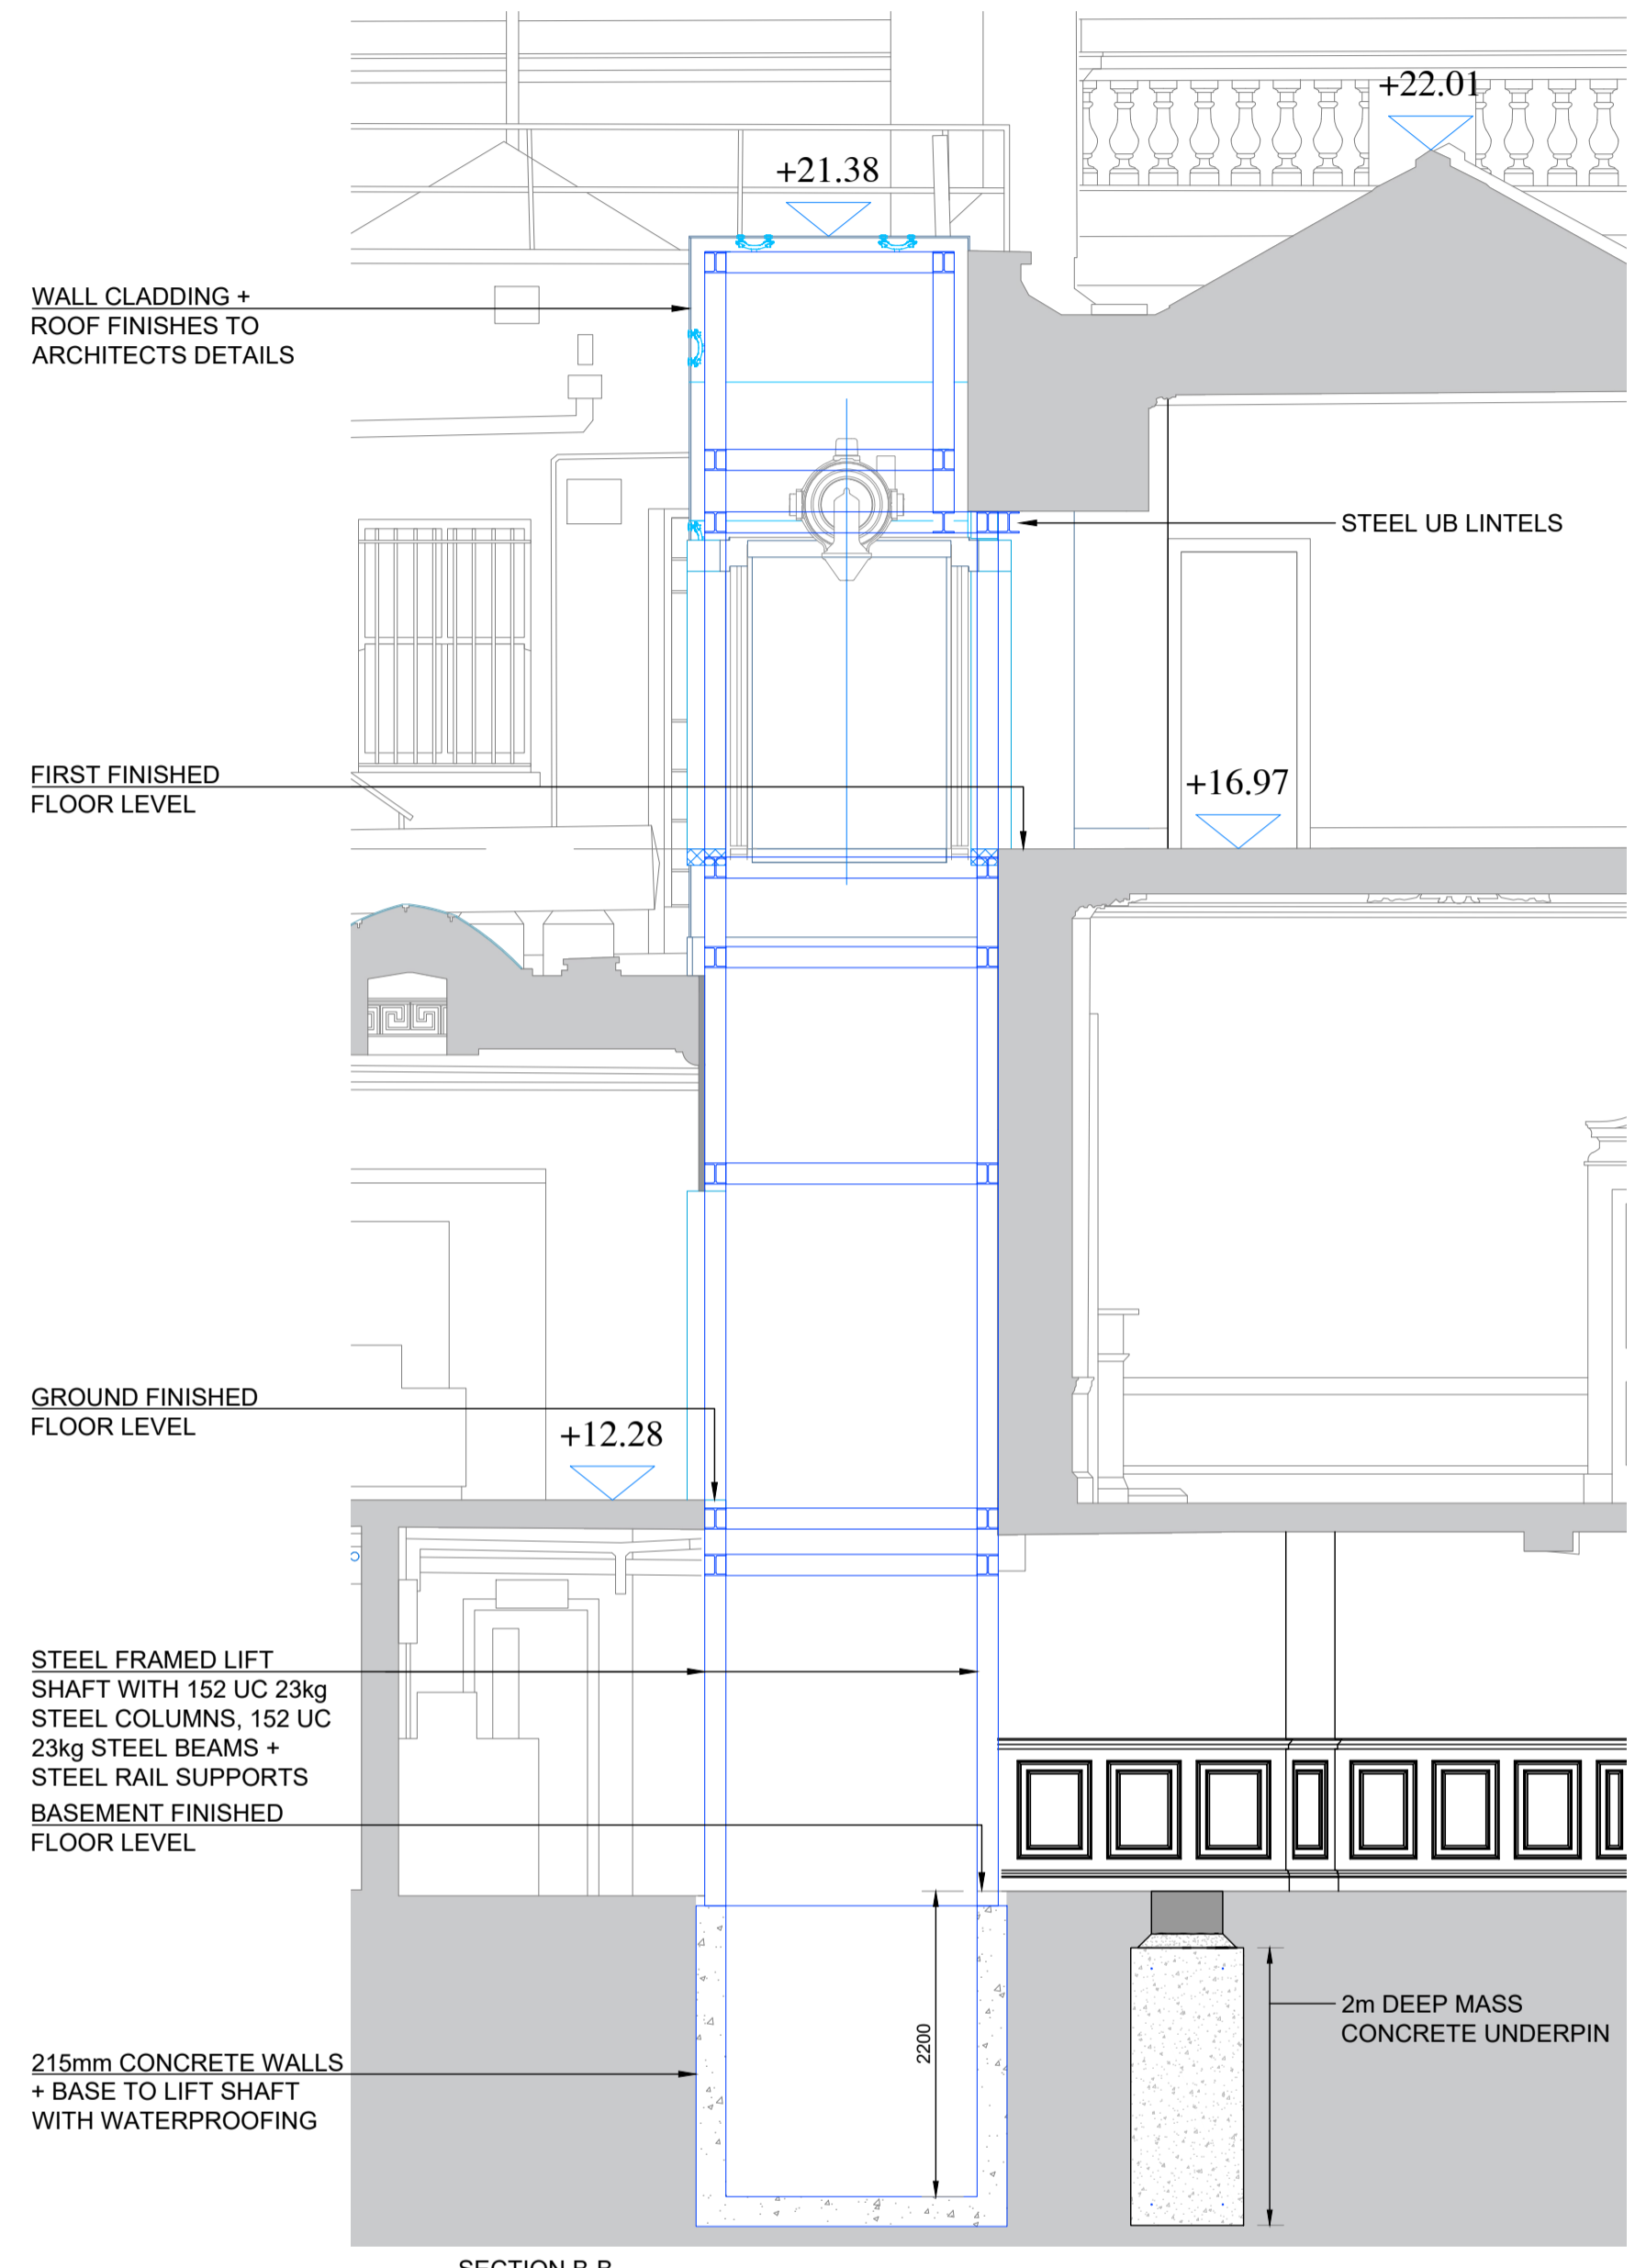 +22.01
+21.38
WALL CLADDING +
ROOF FINISHES TO
ARCHITECTS DETAILS
STEEL UB LINTELS
FIRST FINISHED
FLOOR LEVEL
+16.97
GROUND FINISHED
FLOOR LEVEL
+12.28
STEEL FRAMED LIFT
SHAFT WITH 152 UC 23kg
STEEL COLUMNS, 152 UC
23kg STEEL BEAMS +
STEEL RAIL SUPPORTS
BASEMENT FINISHED
FLOOR LEVEL
2200
2m DEEP MASS
CONCRETE UNDERPIN
215mm CONCRETE WALLS
+ BASE TO LIFT SHAFT
WITH WATERPROOFING
SECTION B-B